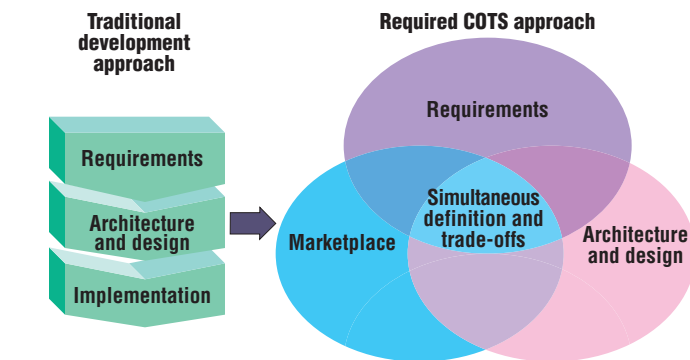 Traditional
development
approach
Requirements
Architecture
and design
Implementation
Required COTS approach
Requirements
Simultaneous
definition and
trade-offs
Marketplace
Architecture
and design